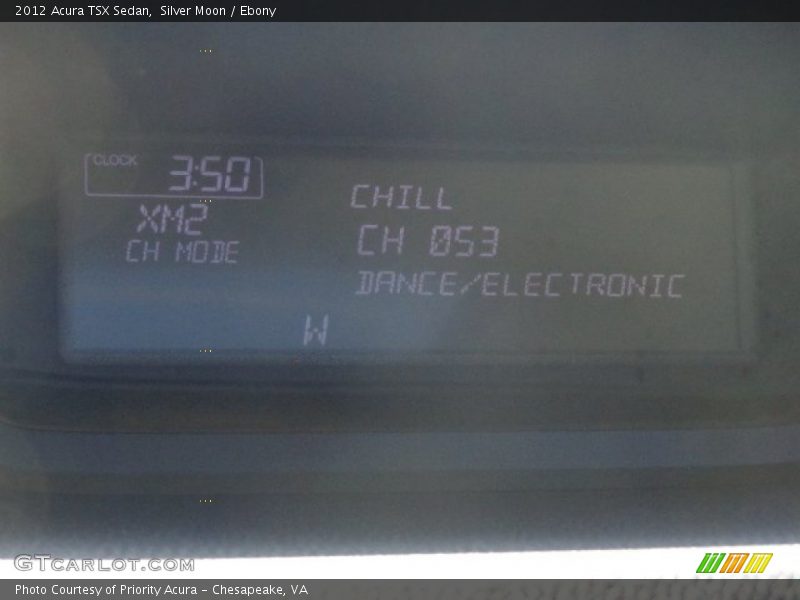 2012 Acura TSX Sedan, Silver Moon / Ebony
CLOCK 3:50
XM2
CH MODE
CHILL
CH 053
DANCE/ELECTRONIC
W
GTCARLOT.COM
Photo Courtesy of Priority Acura – Chesapeake, VA